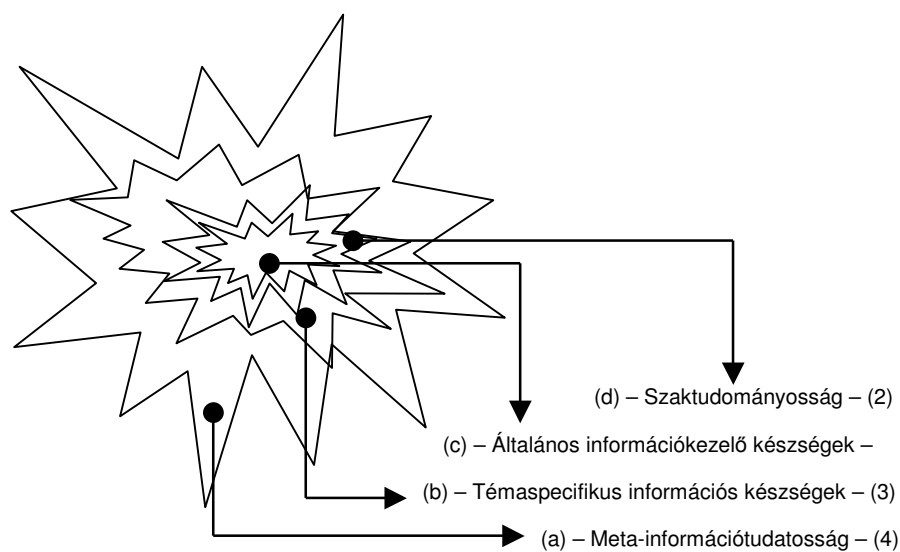 (d) – Szaktudományosság – (2)
(c) – Általános információkezelő készségek –
(b) – Témaspecifikus információs készségek – (3)
(a) – Meta-információtudatosság – (4)